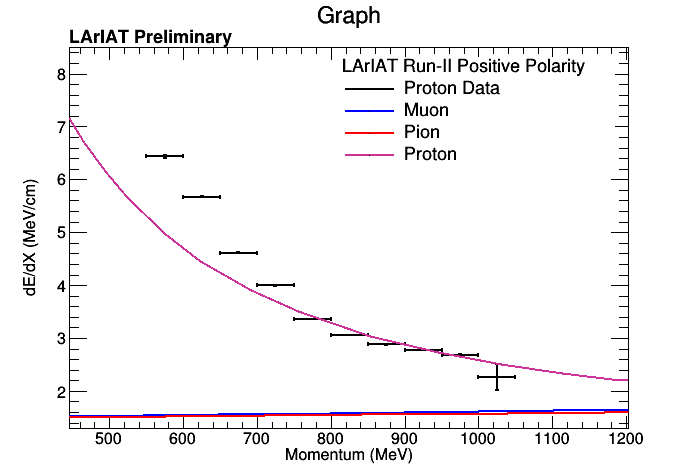 Graph
LArIAT Preliminary
LArIAT Run-II Positive Polarity
Proton Data
Muon
Pion
Proton
8
7
6
5
4
3
2
dE/dX (MeV/cm)
500 600 700 800 900 1000 1100 1200
Momentum (MeV)